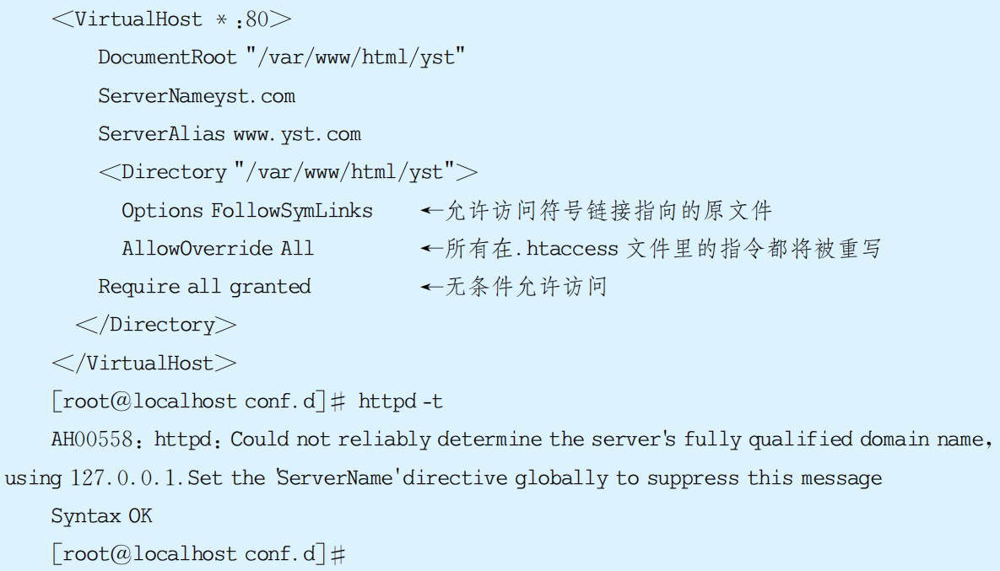 <VirtualHost *:80>
DocumentRoot "/var/www/html/yst"
ServerNameyst.com
ServerAlias www.yst.com
<Directory "/var/www/html/yst">
Options FollowSymLinks ←允许访问符号链接指向的原文件
AllowOverride All ←所有在.htaccess 文件里的指令都将被重写
Require all granted ←无条件允许访问
</Directory>
</VirtualHost>
[root@localhost conf.d]# httpd -t
AH00558: httpd: Could not reliably determine the server's fully qualified domain name,
using 127.0.0.1.Set the 'ServerName'directive globally to suppress this message
Syntax OK
[root@localhost conf.d]#